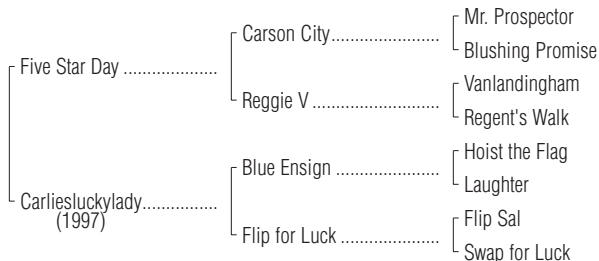 Mr. Prospector
Carson City.....................
Blushing Promise
Five Star Day ...................
Vanlandingham
Reggie V .........................
Regent's Walk
Hoist the Flag
Blue Ensign ....................
Laughter
Carliesluckylady...............
(1997)
Flip Sal
Flip for Luck ...................
Swap for Luck